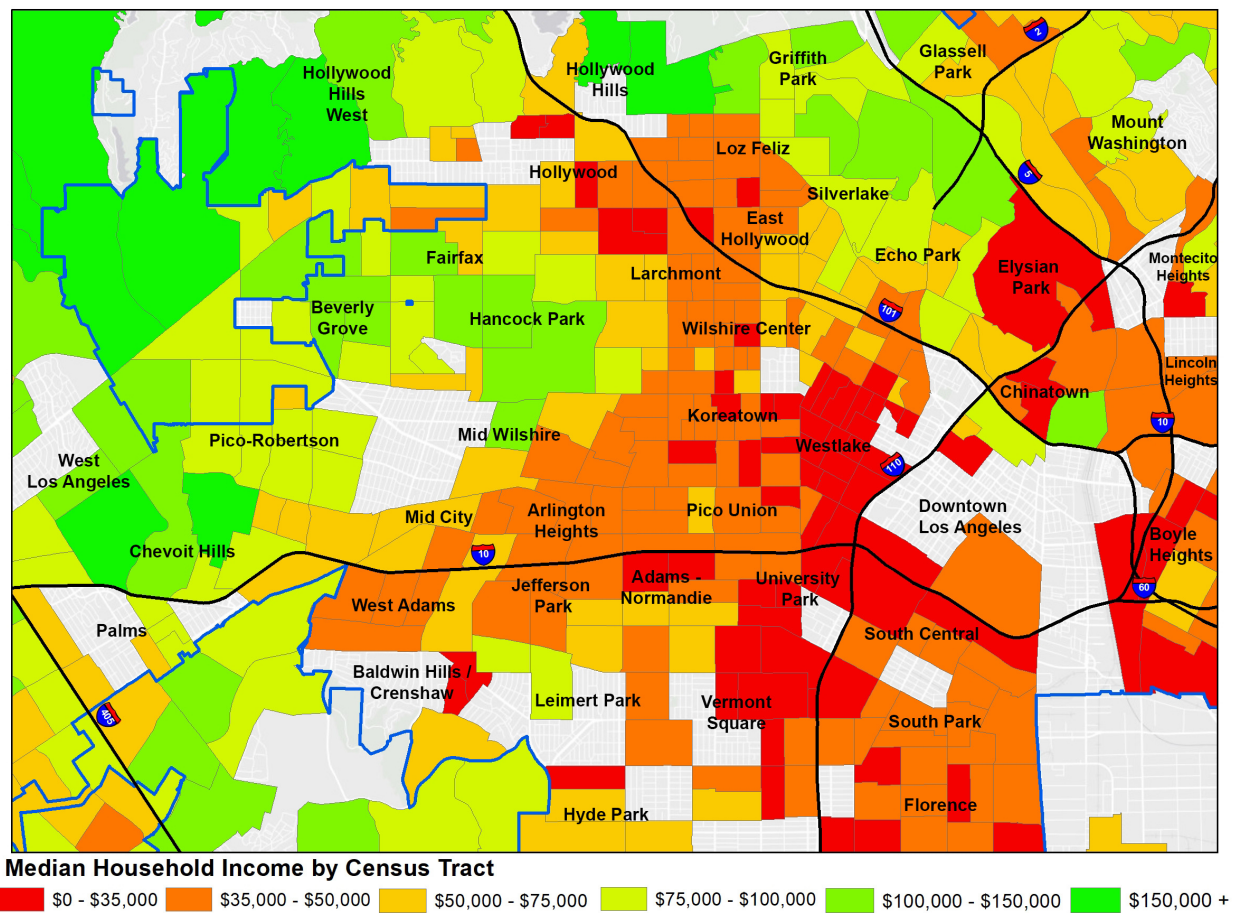 2
Glassell
Park
Hollywood
Hills
West
Hollywood
Hills
Griffith
Park
Mount
Washington
Loz Feliz
Hollywood
5
Silverlake
East
Hollywood
Echo Park
Fairfax
Larchmont
Elysian
Park
Montecito
Heights
Beverly
Grove
Hancock Park
101
Wilshire Center
Lincoln
Heights
Chinatown
Koreatown
10
Pico-Robertson
Mid Wilshire
Westlake
West
Los Angeles
110
Mid City
Arlington
Heights
Pico Union
Downtown
Los Angeles
Chevoit Hills
10
Boyle
Heights
Jefferson
Park
Adams -
Normandie
University
Park
60
West Adams
Palms
South Central
Baldwin Hills /
Crenshaw
Leimert Park
Vermont
Square
405
South Park
Hyde Park
Florence
Median Household Income by Census Tract
$0 - $35,000 $35,000 - $50,000 $50,000 - $75,000 $75,000 - $100,000 $100,000 - $150,000 $150,000 +